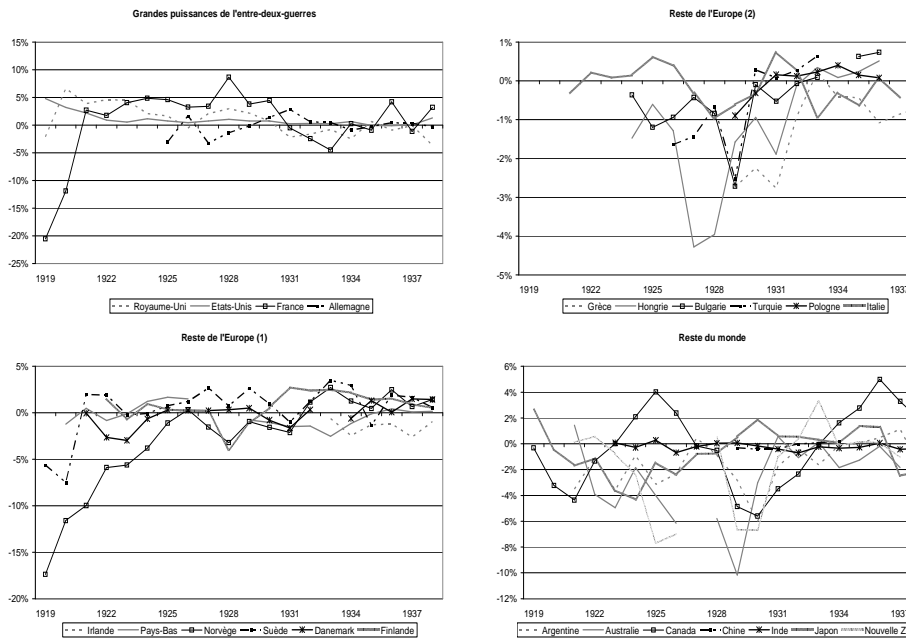 Grandes puissances de l'entre-deux-guerres
15%
10%
5%
0%
-5%
-10%
-15%
-20%
-25%
1919 1922 1925 1928 1931 1934 1937
Royaume-Uni Etats-Unis France Allemagne
Reste de l'Europe (2)
1%
0%
-1%
-2%
-3%
-4%
-5%
1919 1922 1925 1928 1931 1934 1937
Grèce Hongrie Bulgarie Turquie Pologne Italie
Reste de l'Europe (1)
5%
0%
-5%
-10%
-15%
-20%
1919 1922 1925 1928 1931 1934 1937
Irlande Pays-Bas Norvège Suède Danemark Finlande
Reste du monde
6%
4%
2%
0%
-2%
-4%
-6%
-8%
-10%
-12%
1919 1922 1925 1928 1931 1934 1937
Argentine Australie Canada Chine Inde Japon Nouvelle Z